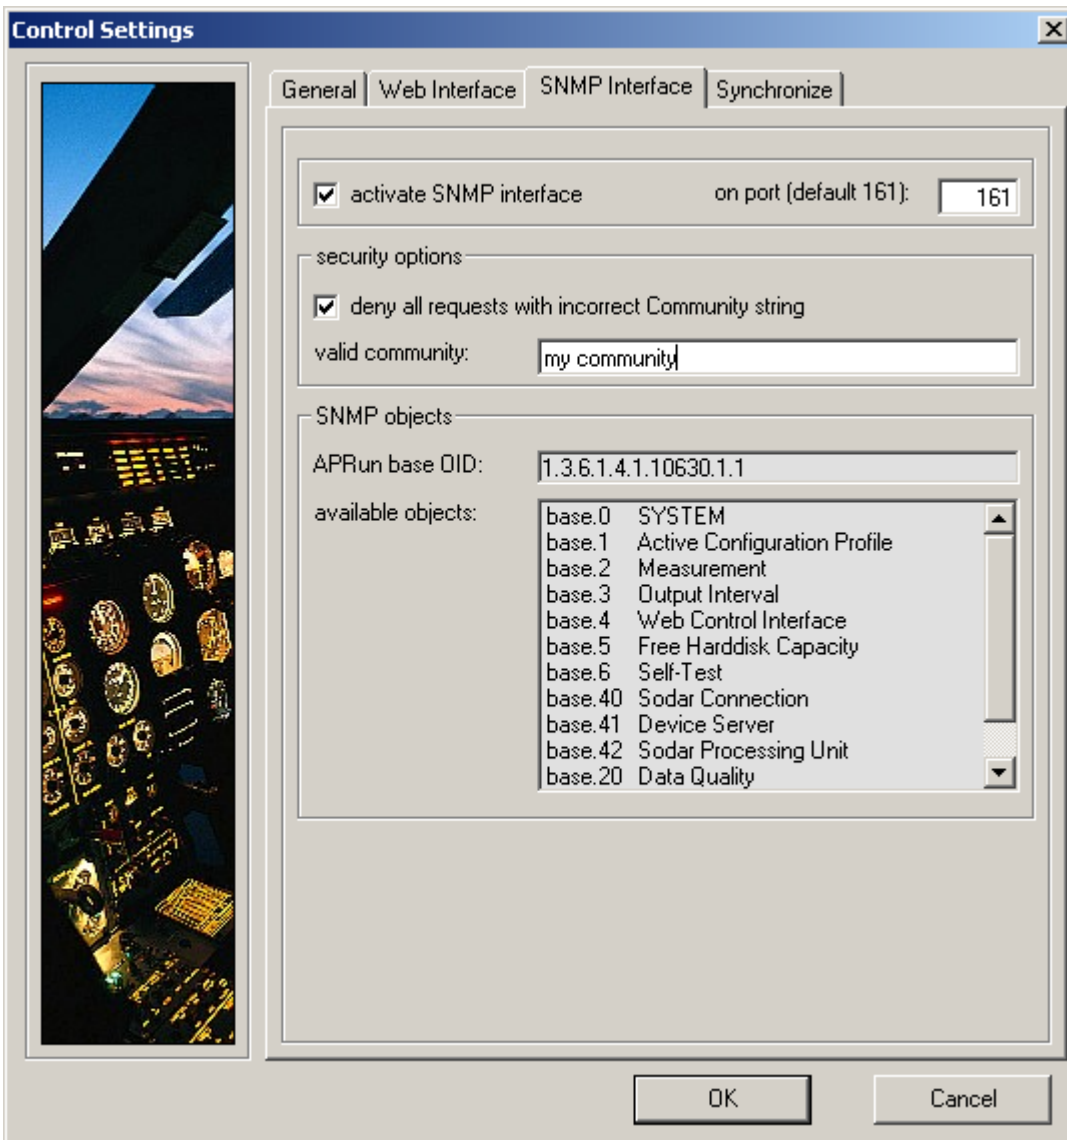 Control Settings
General Web Interface SNMP Interface Synchronize
activate SNMP interface on port (default 161): 161
security options
deny all requests with incorrect Community string
valid community: my community
SNMP objects
APRun base OID: 1.3.6.1.4.1.10630.1.1
available objects:
base.0 SYSTEM
base.1 Active Configuration Profile
base.2 Measurement
base.3 Output Interval
base.4 Web Control Interface
base.5 Free Harddisk Capacity
base.6 Self-Test
base.40 Sodar Connection
base.41 Device Server
base.42 Sodar Processing Unit
base.20 Data Quality
OK Cancel